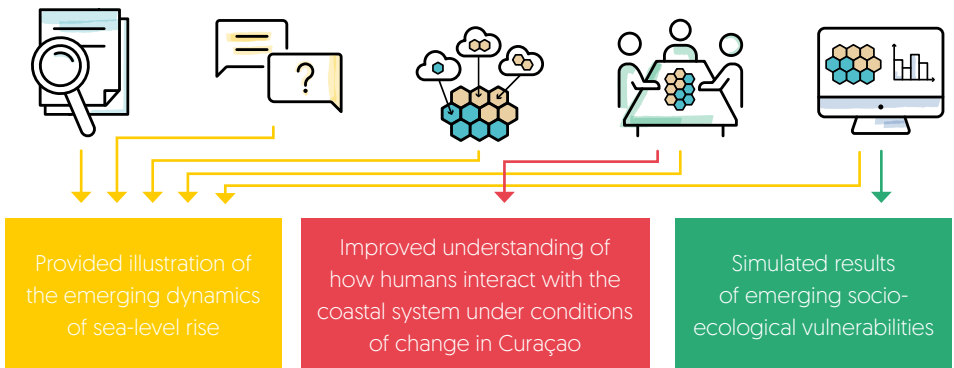 ?
Provided illustration of
the emerging dynamics
of sea-level rise
Improved understanding of
how humans interact with the
coastal system under conditions
of change in Curaçao
Simulated results
of emerging socio-
ecological vulnerabilities